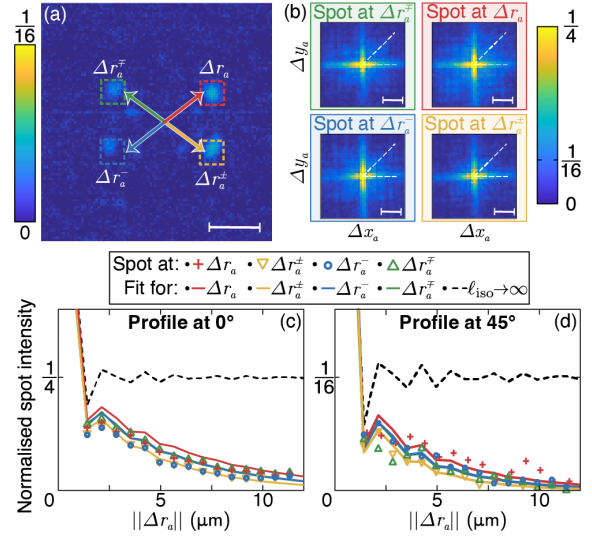 (a)
1/16
0
Δr_a^∓
Δr_a
Δr_a^-
Δr_a^±
(b)
Spot at Δr_a^∓
Spot at Δr_a
Spot at Δr_a^-
Spot at Δr_a^±
Δy_a
Δy_a
Δx_a
Δx_a
1/4
1/16
0
Spot at: • + Δr_a • ▽ Δr_a^± • o Δr_a^- • △ Δr_a^∓
Fit for: • — Δr_a • — Δr_a^± • — Δr_a^- • — Δr_a^∓ • --- ℓ_iso→∞
Normalised spot intensity
Profile at 0° (c)
1/4
0
5
10
||Δr_a|| (μm)
Profile at 45° (d)
1/16
0
5
10
||Δr_a|| (μm)